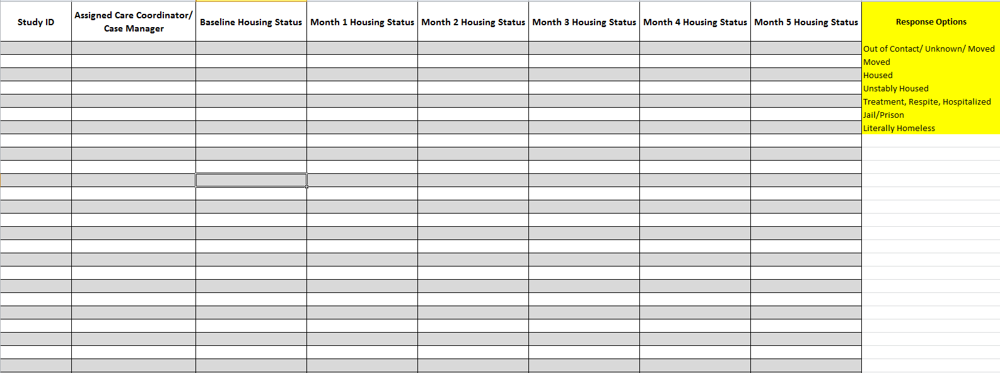 Study ID
Assigned Care Coordinator/
Case Manager
Baseline Housing Status
Month 1 Housing Status
Month 2 Housing Status
Month 3 Housing Status
Month 4 Housing Status
Month 5 Housing Status
Response Options
Out of Contact/ Unknown/ Moved
Moved
Housed
Unstably Housed
Treatment, Respite, Hospitalized
Jail/Prison
Literally Homeless